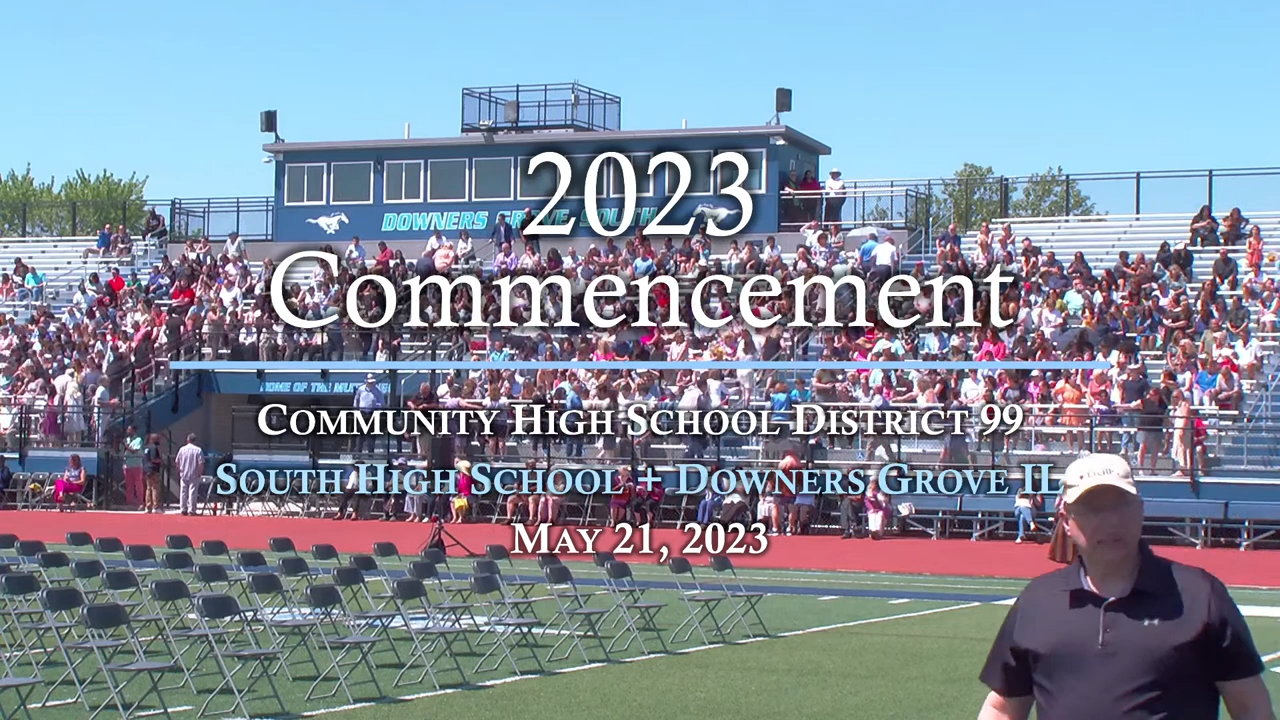 2023
DOWNERS GROVE SOUTH
Commencement
HOME OF THE MUSTANGS
COMMUNITY HIGH SCHOOL DISTRICT 99
SOUTH HIGH SCHOOL + DOWNERS GROVE IL
MAY 21, 2023